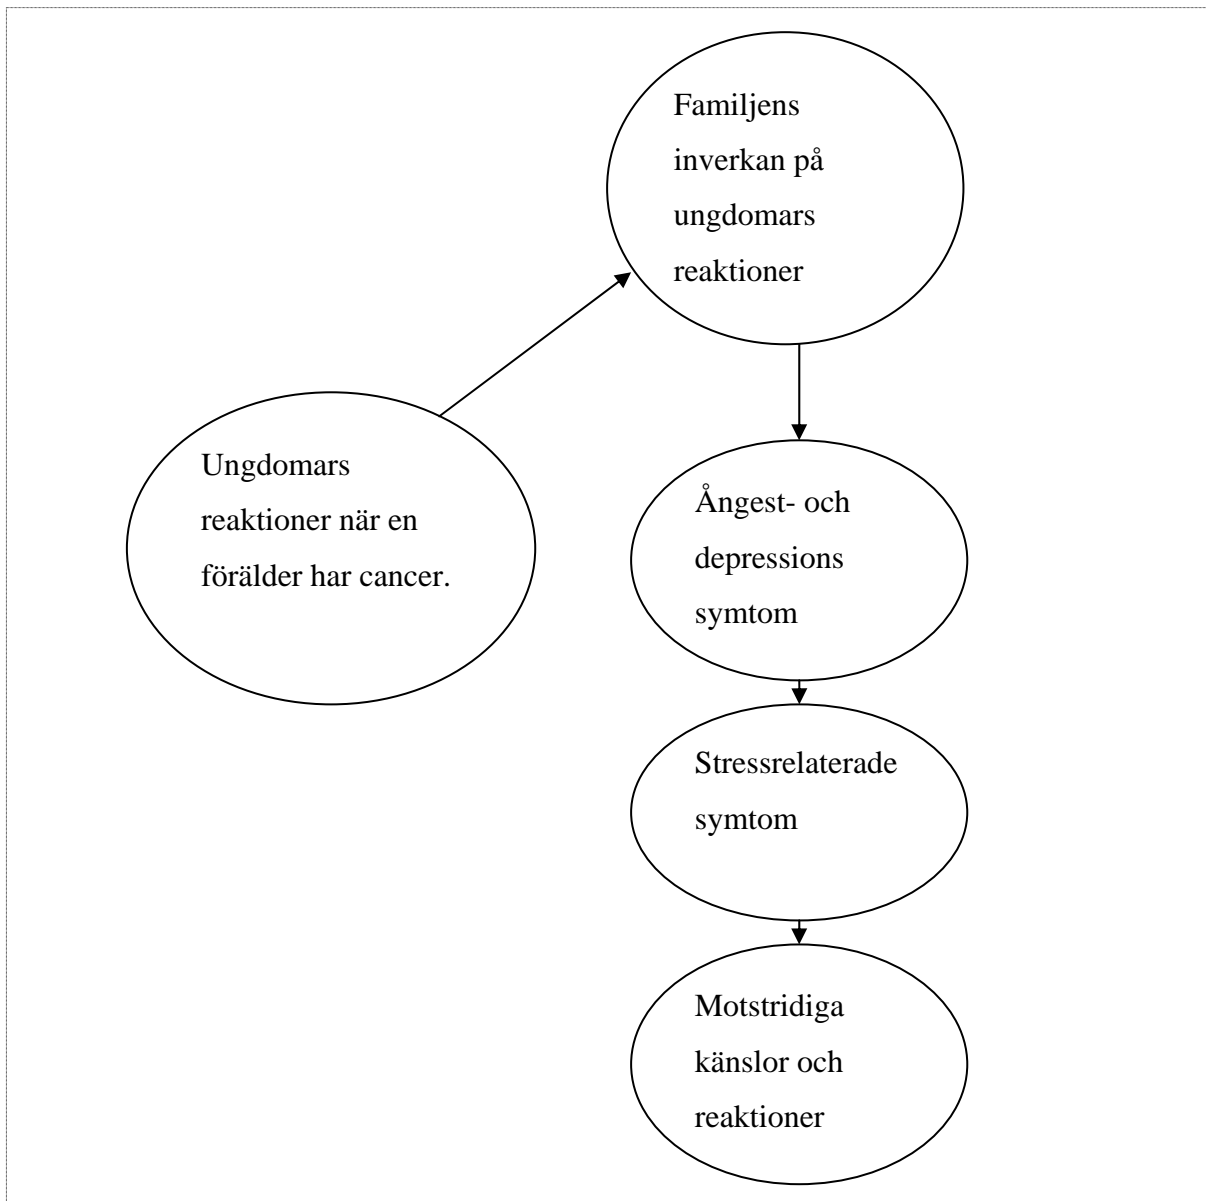 Familjens
inverkan på
ungdomars
reaktioner
Ungdomars
reaktioner när en
förälder har cancer.
Ångest- och
depressions
symtom
Stressrelaterade
symtom
Motstridiga
känslor och
reaktioner